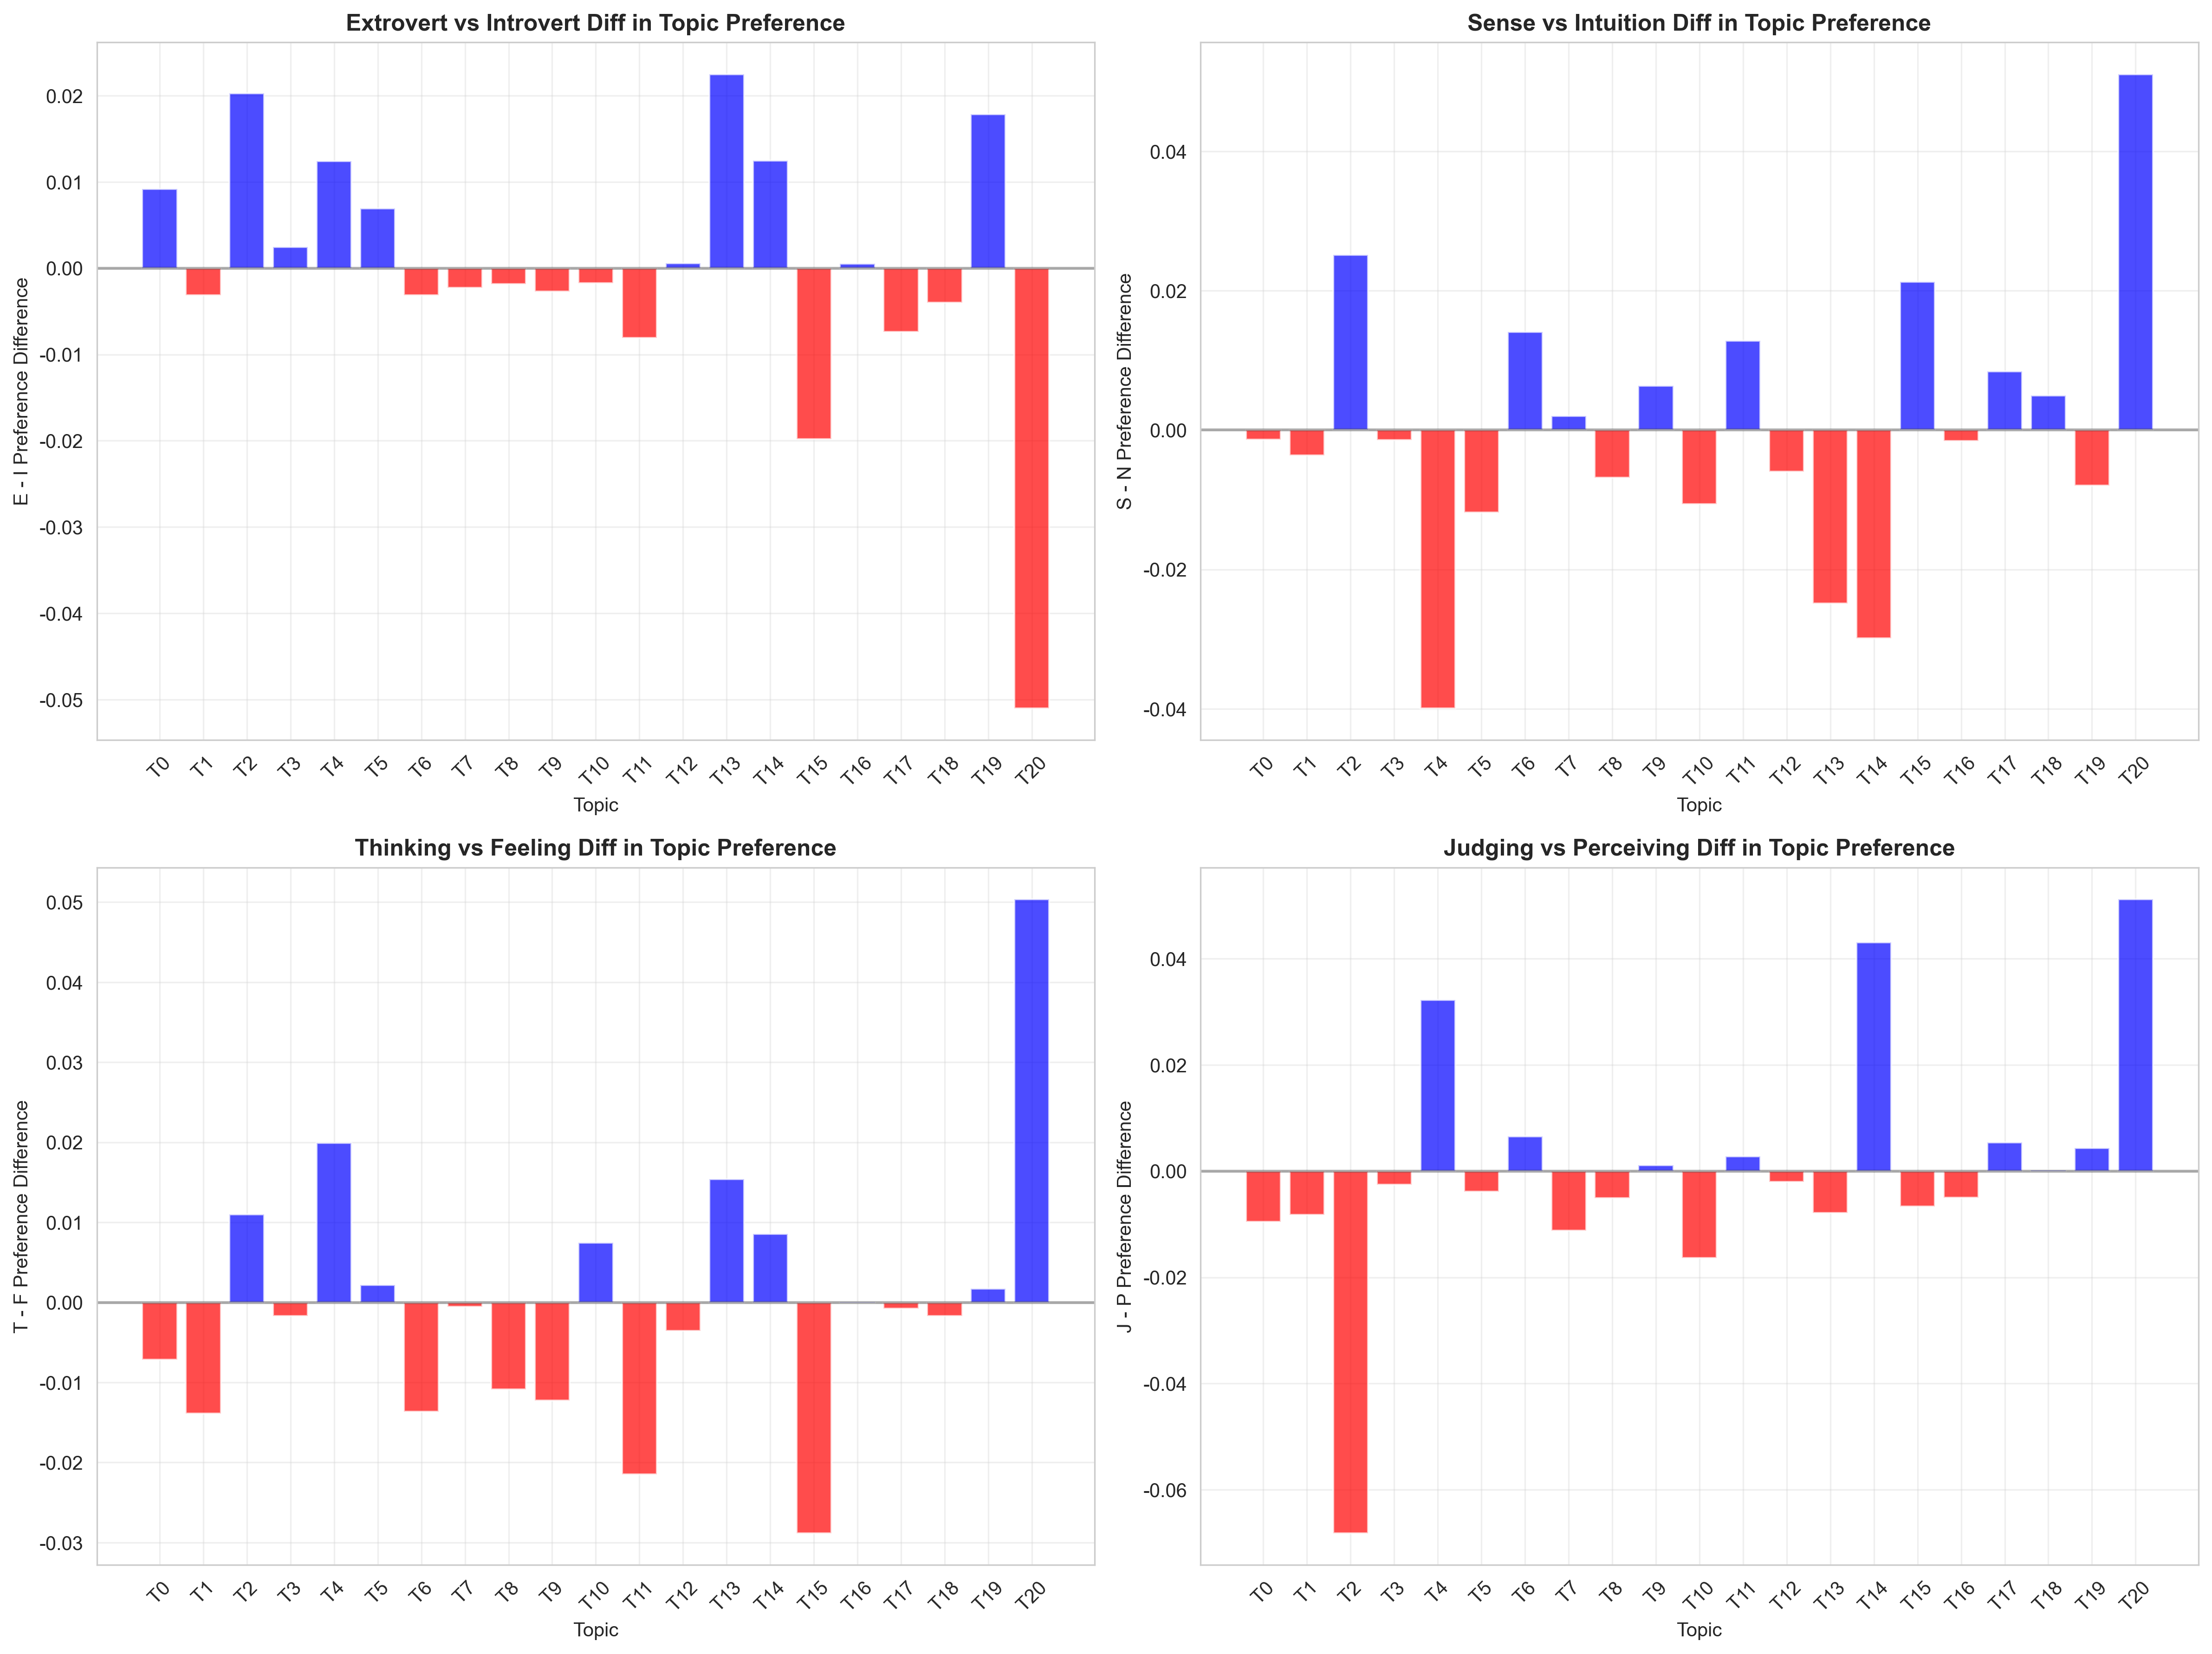 Extrovert vs Introvert Diff in Topic Preference
E - I Preference Difference
0.02
0.01
0.00
-0.01
-0.02
-0.03
-0.04
-0.05
T0 T1 T2 T3 T4 T5 T6 T7 T8 T9 T10 T11 T12 T13 T14 T15 T16 T17 T18 T19 T20
Topic
Sense vs Intuition Diff in Topic Preference
S - N Preference Difference
0.04
0.02
0.00
-0.02
-0.04
T0 T1 T2 T3 T4 T5 T6 T7 T8 T9 T10 T11 T12 T13 T14 T15 T16 T17 T18 T19 T20
Topic
Thinking vs Feeling Diff in Topic Preference
T - F Preference Difference
0.05
0.04
0.03
0.02
0.01
0.00
-0.01
-0.02
-0.03
T0 T1 T2 T3 T4 T5 T6 T7 T8 T9 T10 T11 T12 T13 T14 T15 T16 T17 T18 T19 T20
Topic
Judging vs Perceiving Diff in Topic Preference
J - P Preference Difference
0.04
0.02
0.00
-0.02
-0.04
-0.06
T0 T1 T2 T3 T4 T5 T6 T7 T8 T9 T10 T11 T12 T13 T14 T15 T16 T17 T18 T19 T20
Topic